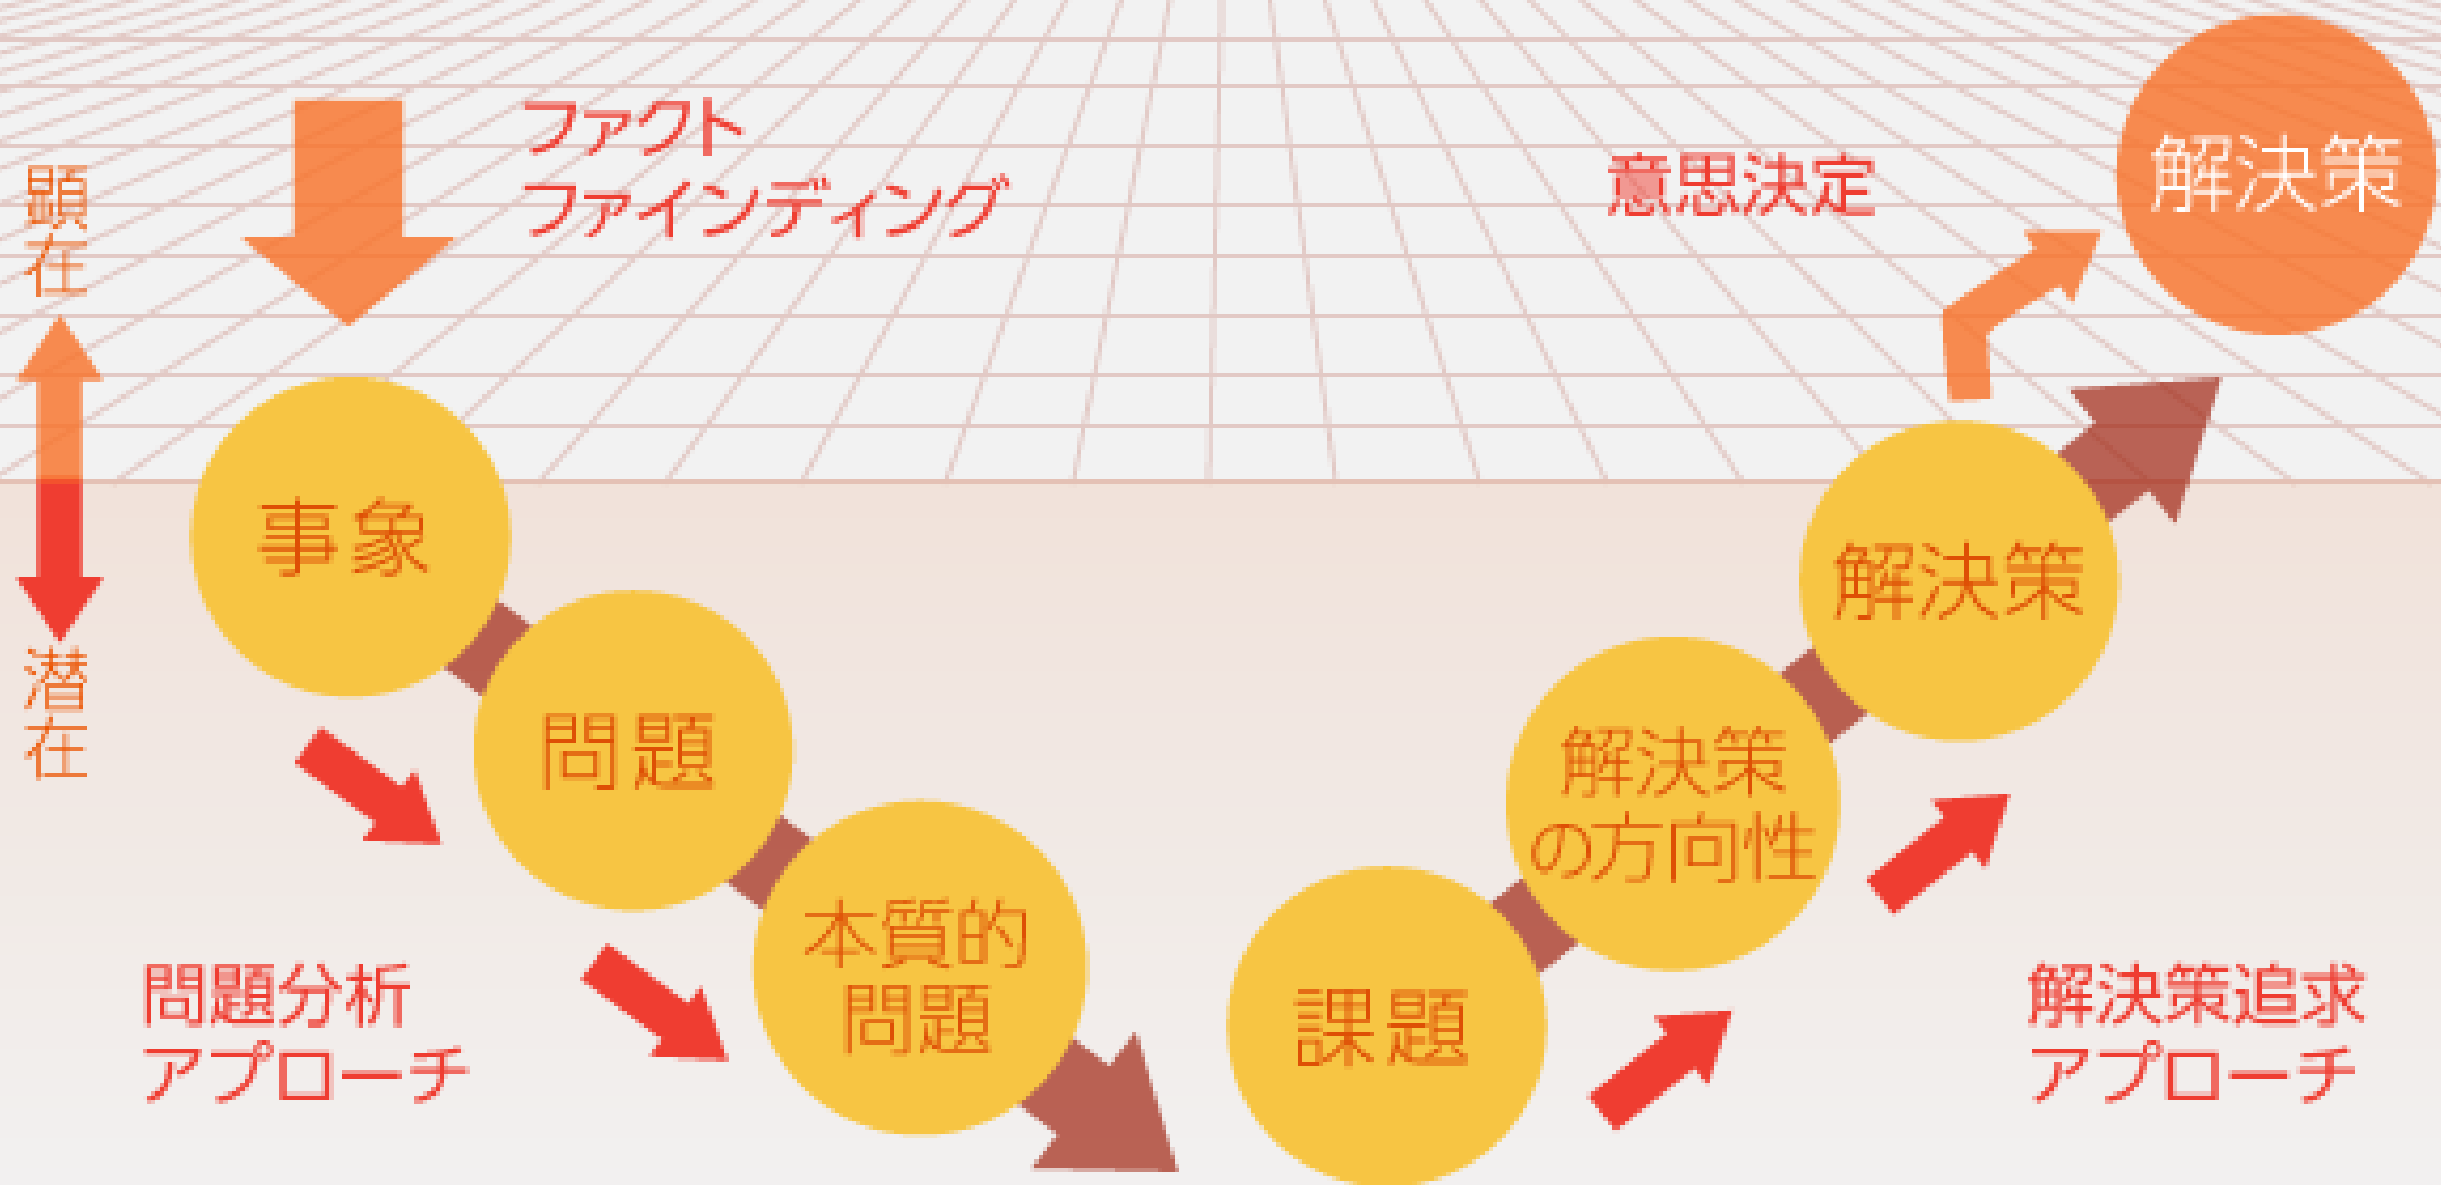 顕在
潜在
ファクト
ファインディング
事象
問題
本質的
問題
問題分析
アプローチ
課題
解決策
の方向性
解決策
意思決定
解決策
解決策追求
アプローチ